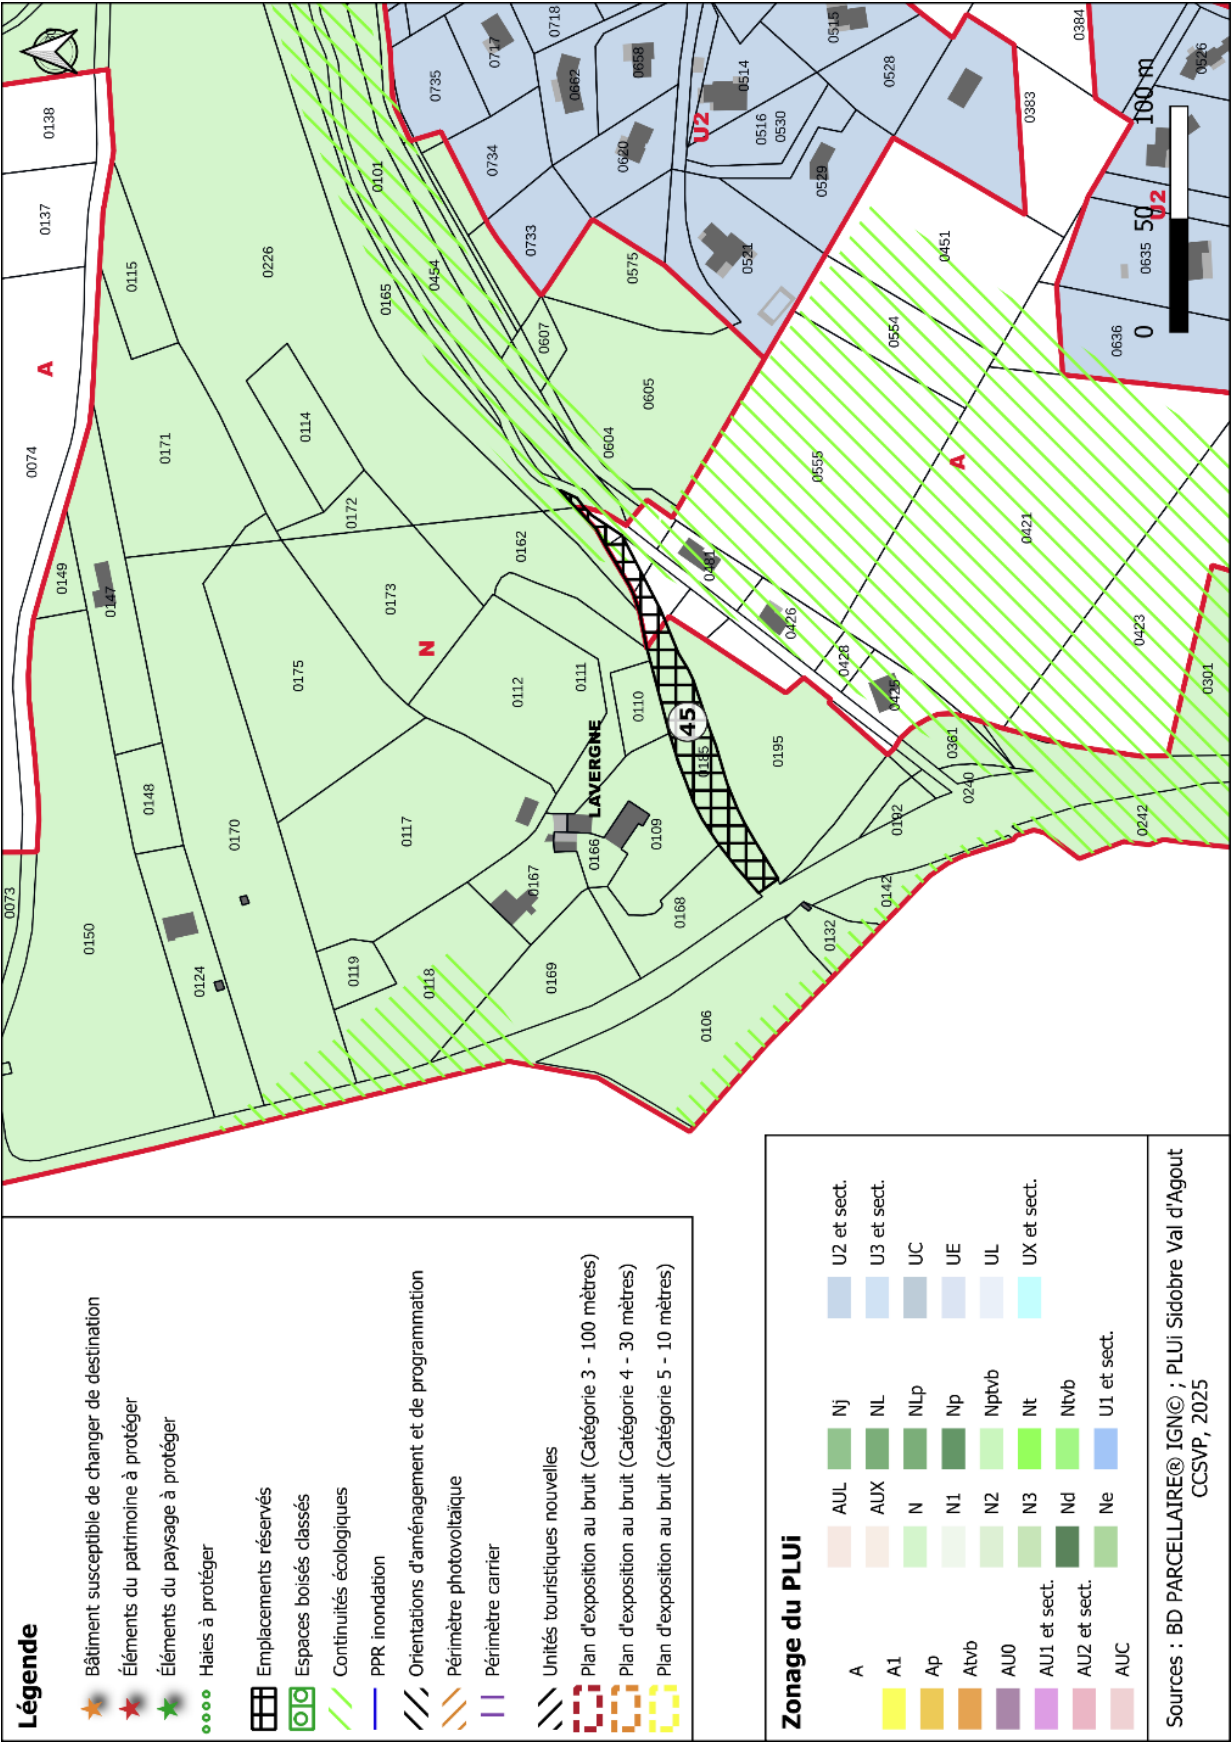 Légende
Bâtiment susceptible de changer de destination
Éléments du patrimoine à protéger
Éléments du paysage à protéger
Haies à protéger
Emplacements réservés
Espaces boisés classés
Continuités écologiques
PPR inondation
Orientations d'aménagement et de programmation
Périmètre photovoltaïque
Périmètre carrier
Unités touristiques nouvelles
Plan d'exposition au bruit (Catégorie 3 - 100 mètres)
Plan d'exposition au bruit (Catégorie 4 - 30 mètres)
Plan d'exposition au bruit (Catégorie 5 - 10 mètres)
Zonage du PLUi
A
A1
Ap
Atvb
AU0
AU1 et sect.
AU2 et sect.
AUC
AUL
AUX
N
N1
N2
N3
Nd
Ne
Nj
NL
NLp
Np
Nptvb
Nt
Ntvb
U1 et sect.
U2 et sect.
U3 et sect.
UC
UE
UL
UX et sect.
Sources : BD PARCELLAIRE® IGN© ; PLUi Sidobre Val d'Agout
CCSVP, 2025
0073
0150
0124
0148
0170
0119
0118
0117
0169
0167
0166
0168
0109
LAVERGNE
0106
0132
0142
0192
0240
0242
0361
0195
0185
45
0110
0111
0112
0175
0173
N
0162
0172
0147
0149
0074
A
0171
0114
0115
0137
0138
0226
0165
0101
0454
0604
0605
0607
0575
0733
0734
0735
0717
0718
0662
0658
0620
U2
0514
0516
0530
0515
0528
0529
0521
0451
0554
0555
A
0421
0423
0301
0481
0426
0428
0425
0383
0384
0526
U2
0635
0636
0 50 100 m